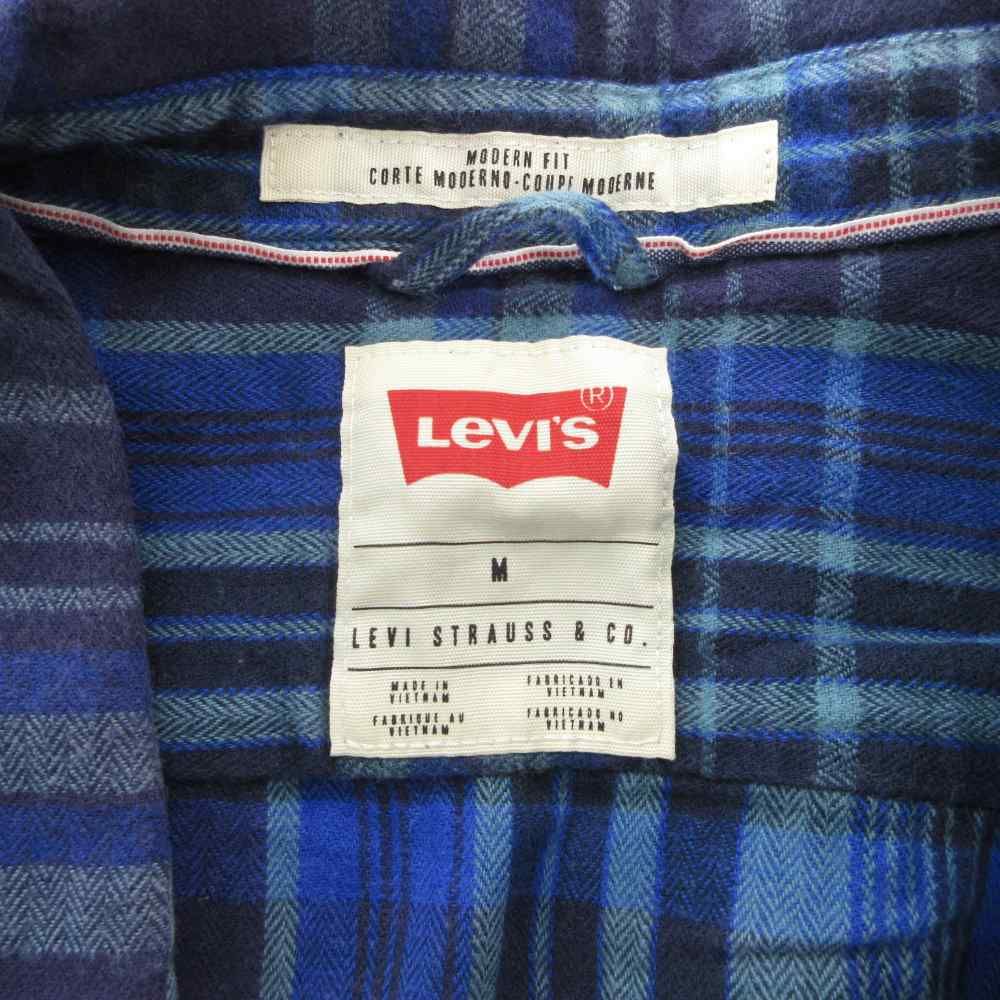 MODERN FIT
CORTE MODERNO-COUPE MODERNE
LEVI'S ®
M
LEVI STRAUSS & CO.
MADE IN
VIETNAM
FABRIQUE AU
VIETNAM
FABRICADO EN
VIETNAM
FABRICADO NO
VIETNAM